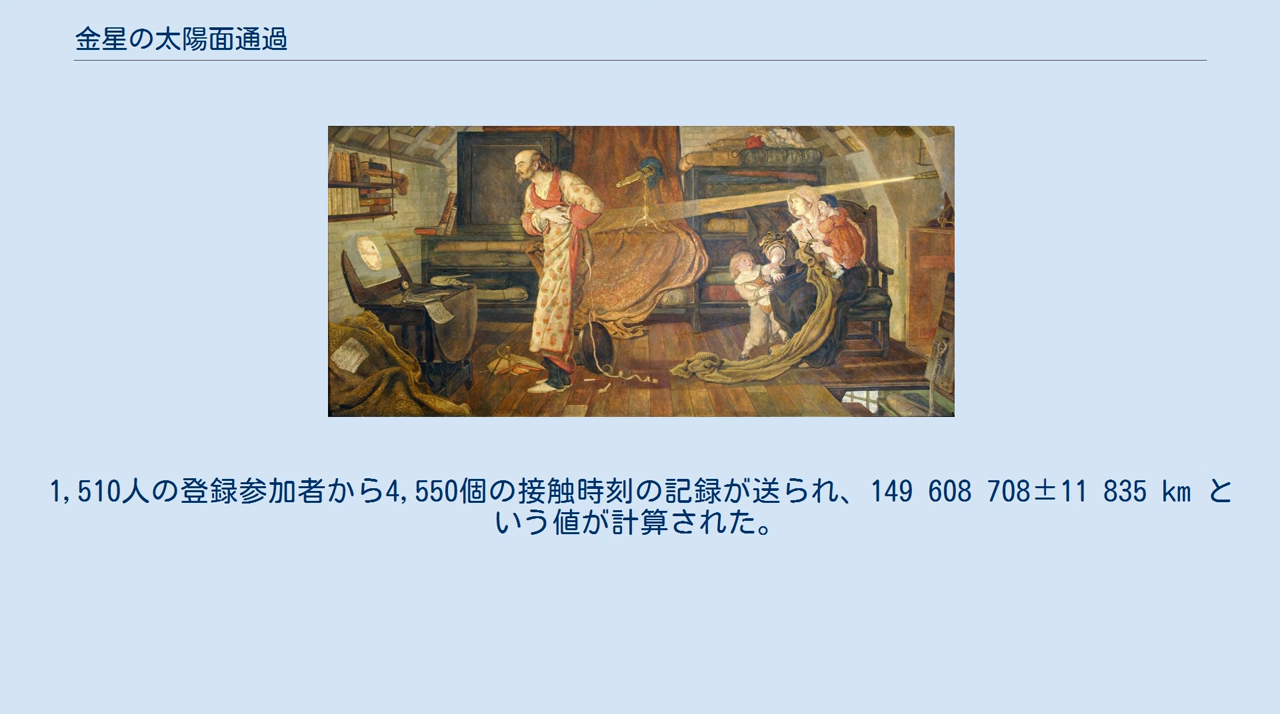 金星の太陽面通過
1,510人の登録参加者から4,550個の接触時刻の記録が送られ、149 608 708±11 835 km と
いう値が計算された。